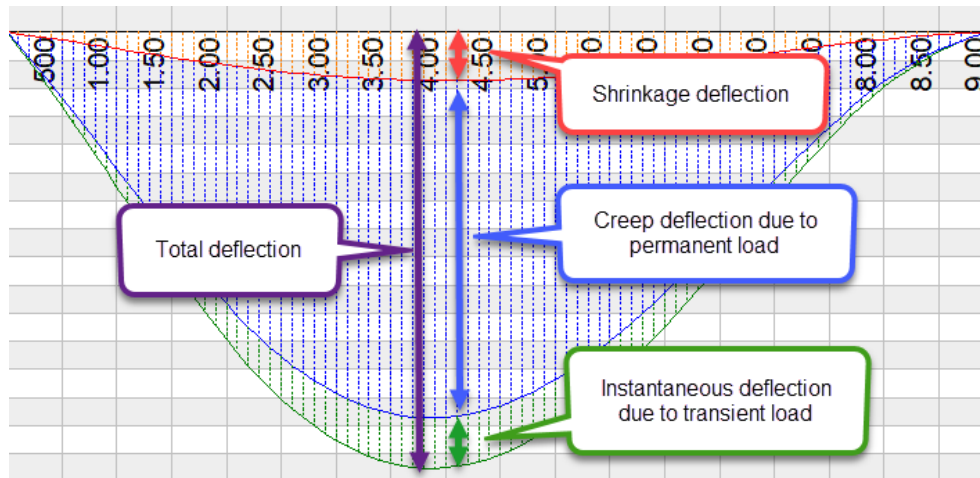 .500
1.00
1.50
2.00
2.50
3.00
3.50
4.00
4.50
8.00
8.50
9.00
Shrinkage deflection
Creep deflection due to
permanent load
Total deflection
Instantaneous deflection
due to transient load